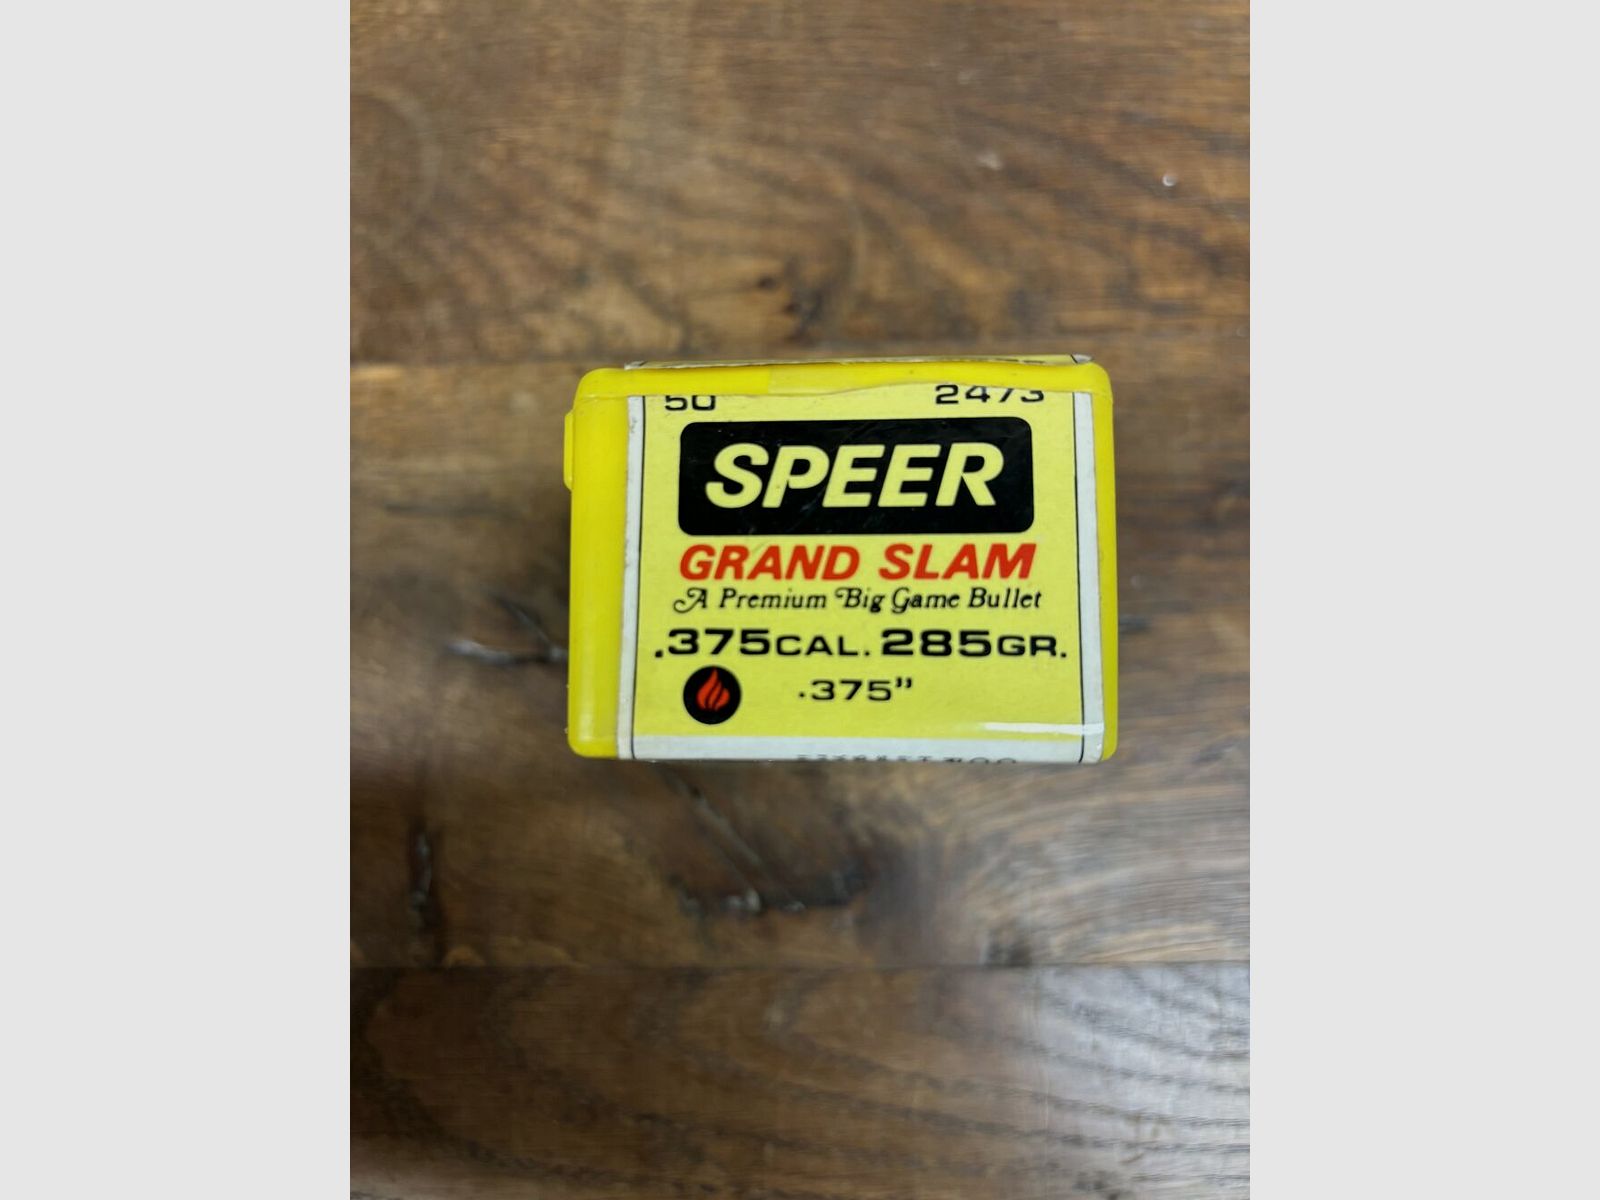 50 2473
SPEER
GRAND SLAM
A Premium Big Game Bullet
.375CAL. 285GR.
.375”